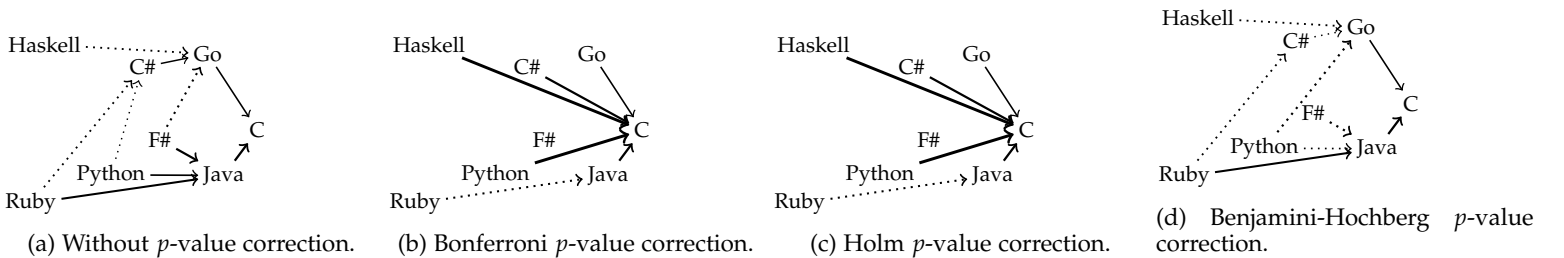 Haskell
Go
C#
C
F#
Python
Java
Ruby
(a) Without p-value correction.
Haskell
Go
C#
C
F#
Python
Java
Ruby
(b) Bonferroni p-value correction.
Haskell
Go
C#
C
F#
Python
Java
Ruby
(c) Holm p-value correction.
Haskell
Go
C#
C
F#
Python
Java
Ruby
(d) Benjamini-Hochberg p-value
correction.